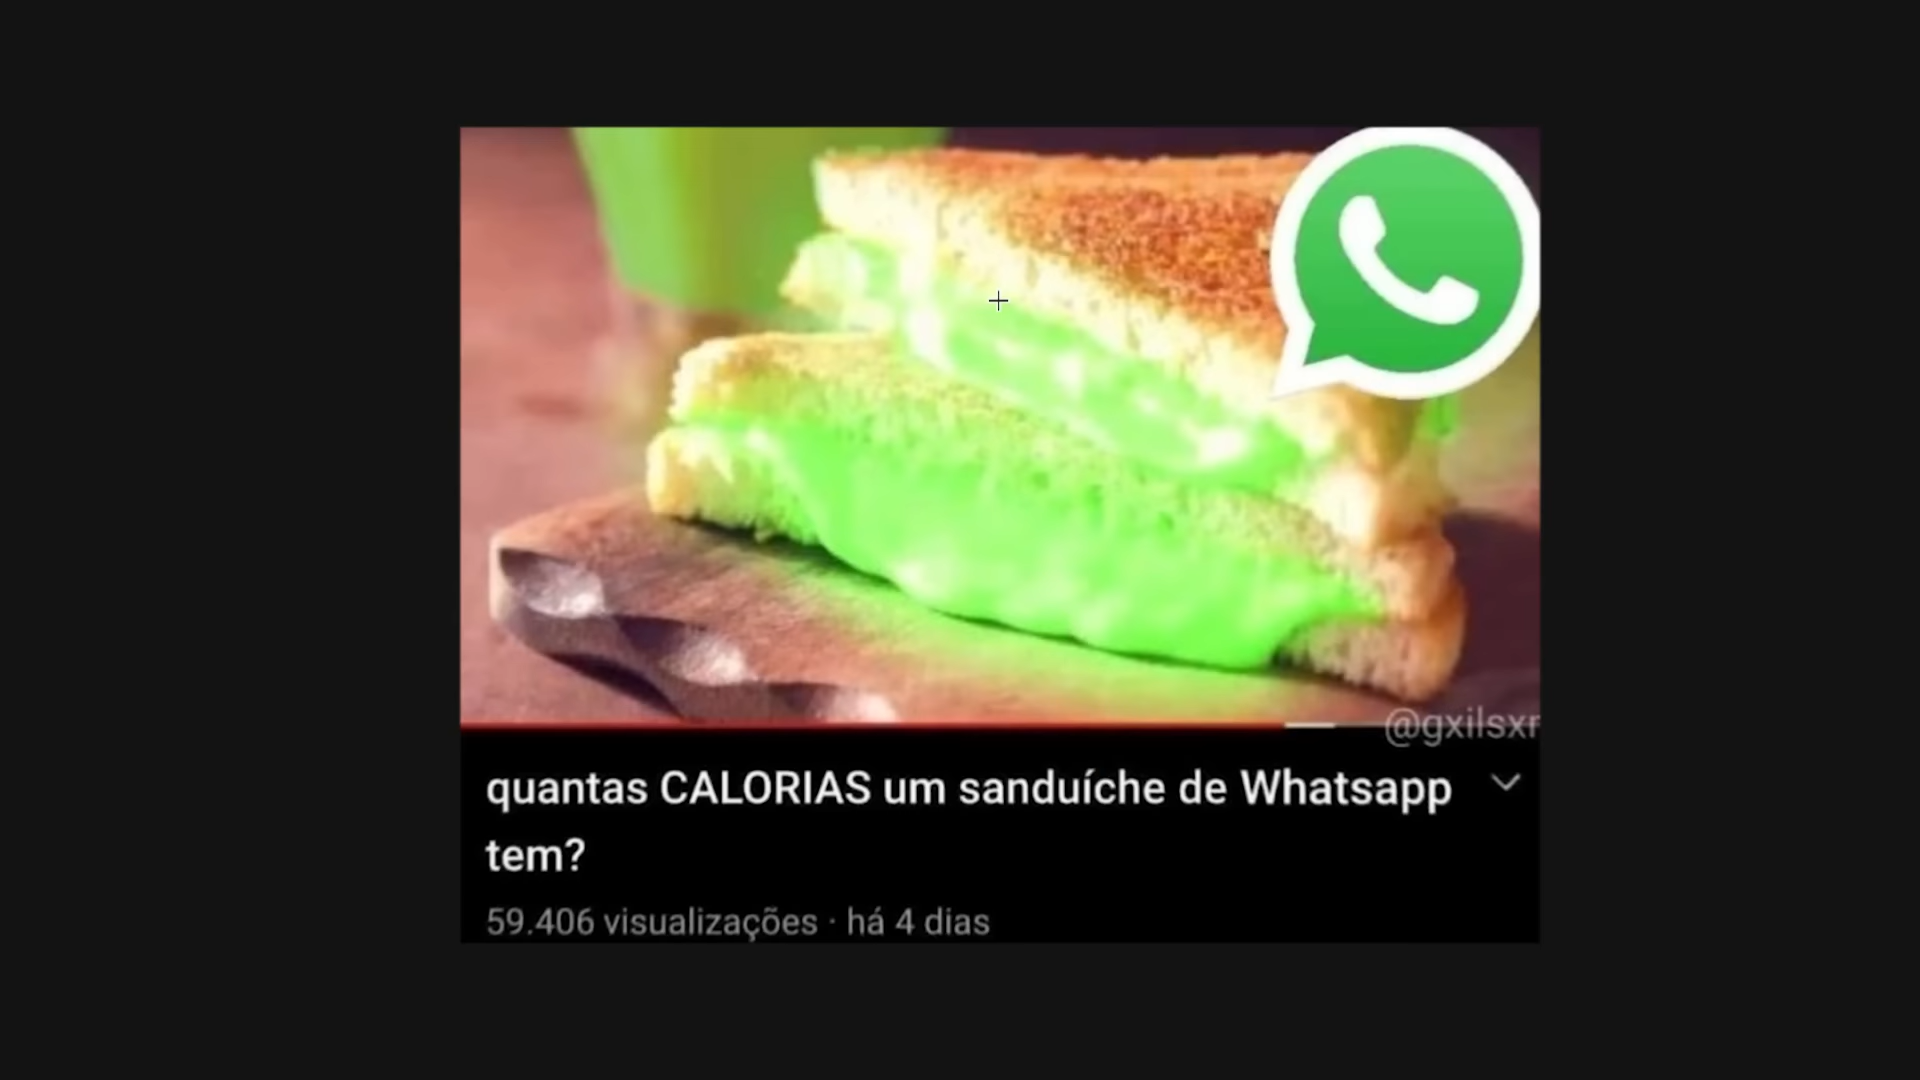 @gxilsxr
quantas CALORIAS um sanduíche de Whatsapp
tem?
59.406 visualizações · há 4 dias